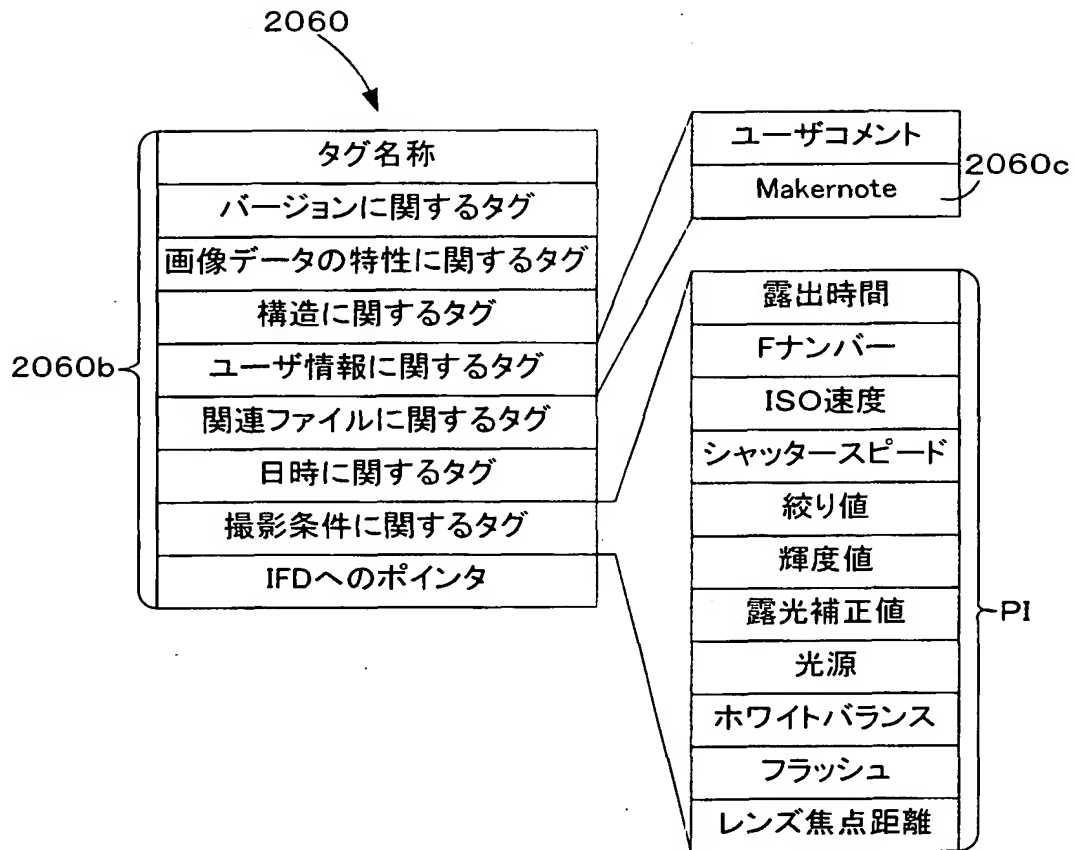 2060
タグ名称
バージョンに関するタグ
画像データの特性に関するタグ
構造に関するタグ
ユーザ情報に関するタグ
関連ファイルに関するタグ
日時に関するタグ
撮影条件に関するタグ
IFDへのポインタ
2060b
ユーザコメント
Makernote
2060c
露出時間
Fナンバー
ISO速度
シャッタースピード
絞り値
輝度値
露光補正値
光源
ホワイトバランス
フラッシュ
レンズ焦点距離
PI